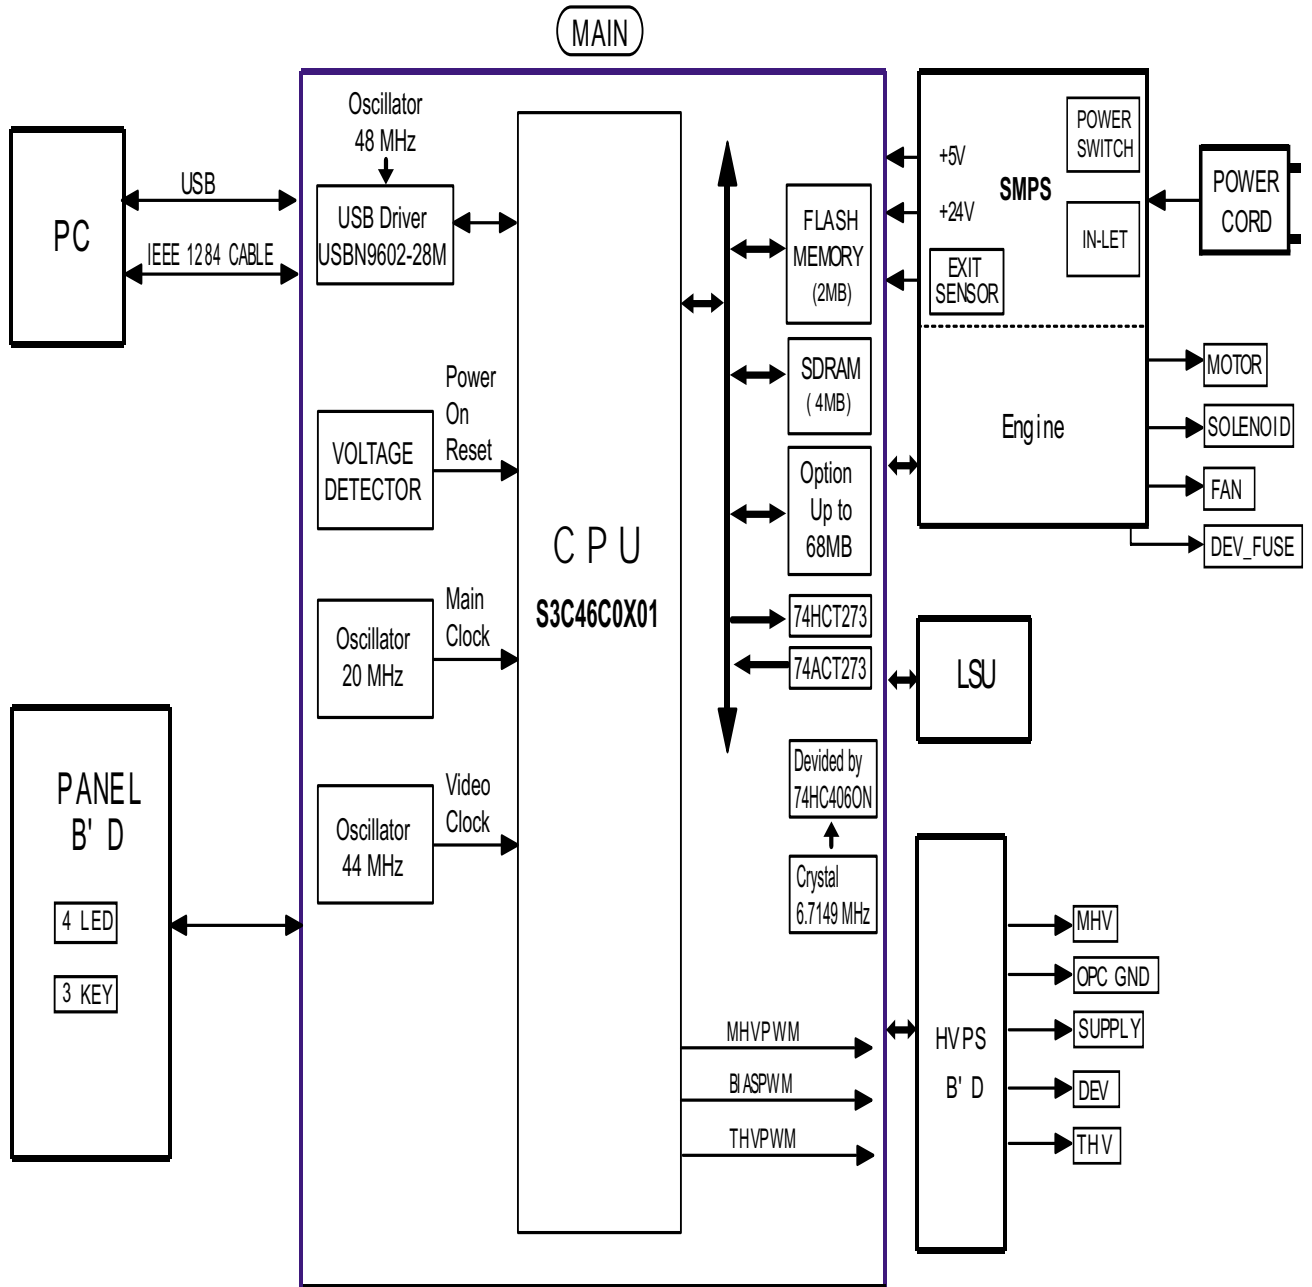 MAIN
PC
USB
IEEE 1284 CABLE
Oscillator
48 MHz
USB Driver
USBN9602-28M
VOLTAGE
DETECTOR
Power
On
Reset
Oscillator
20 MHz
Main
Clock
Oscillator
44 MHz
Video
Clock
PANEL
B' D
4 LED
3 KEY
CPU
S3C46C0X01
FLASH
MEMORY
(2MB)
SDRAM
( 4MB)
Option
Up to
68MB
74HCT273
74ACT273
Devided by
74HC406ON
Crystal
6.7149 MHz
MHVPWM
BIASPWM
THVPWM
+5V
+24V
SMPS
POWER
SWITCH
IN-LET
EXIT
SENSOR
POWER
CORD
Engine
MOTOR
SOLENOID
FAN
DEV_FUSE
LSU
HVPS
B' D
MHV
OPC GND
SUPPLY
DEV
THV